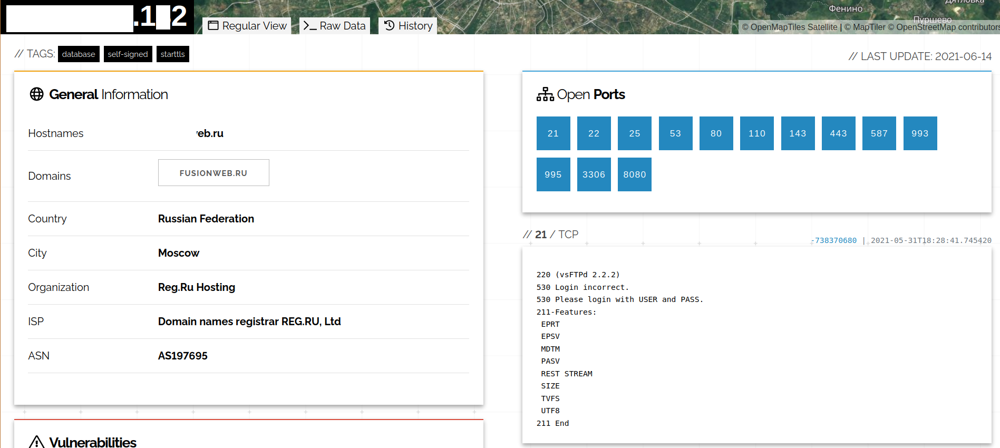 .1 2
Regular View
Raw Data
History
Фенино
Пуршево
© OpenMapTiles Satellite | © MapTiler © OpenStreetMap contributors
// TAGS: database self-signed starttls
// LAST UPDATE: 2021-06-14
General Information
Hostnames eb.ru
Domains FUSIONWEB.RU
Country Russian Federation
City Moscow
Organization Reg.Ru Hosting
ISP Domain names registrar REG.RU, Ltd
ASN AS197695
Vulnerabilities
Open Ports
21 22 25 53 80 110 143 443 587 993
995 3306 8080
// 21 / TCP
-738370680 | 2021-05-31T18:28:41.745420
220 (vsFTPd 2.2.2)
530 Login incorrect.
530 Please login with USER and PASS.
211-Features:
EPRT
EPSV
MDTM
PASV
REST STREAM
SIZE
TVFS
UTF8
211 End